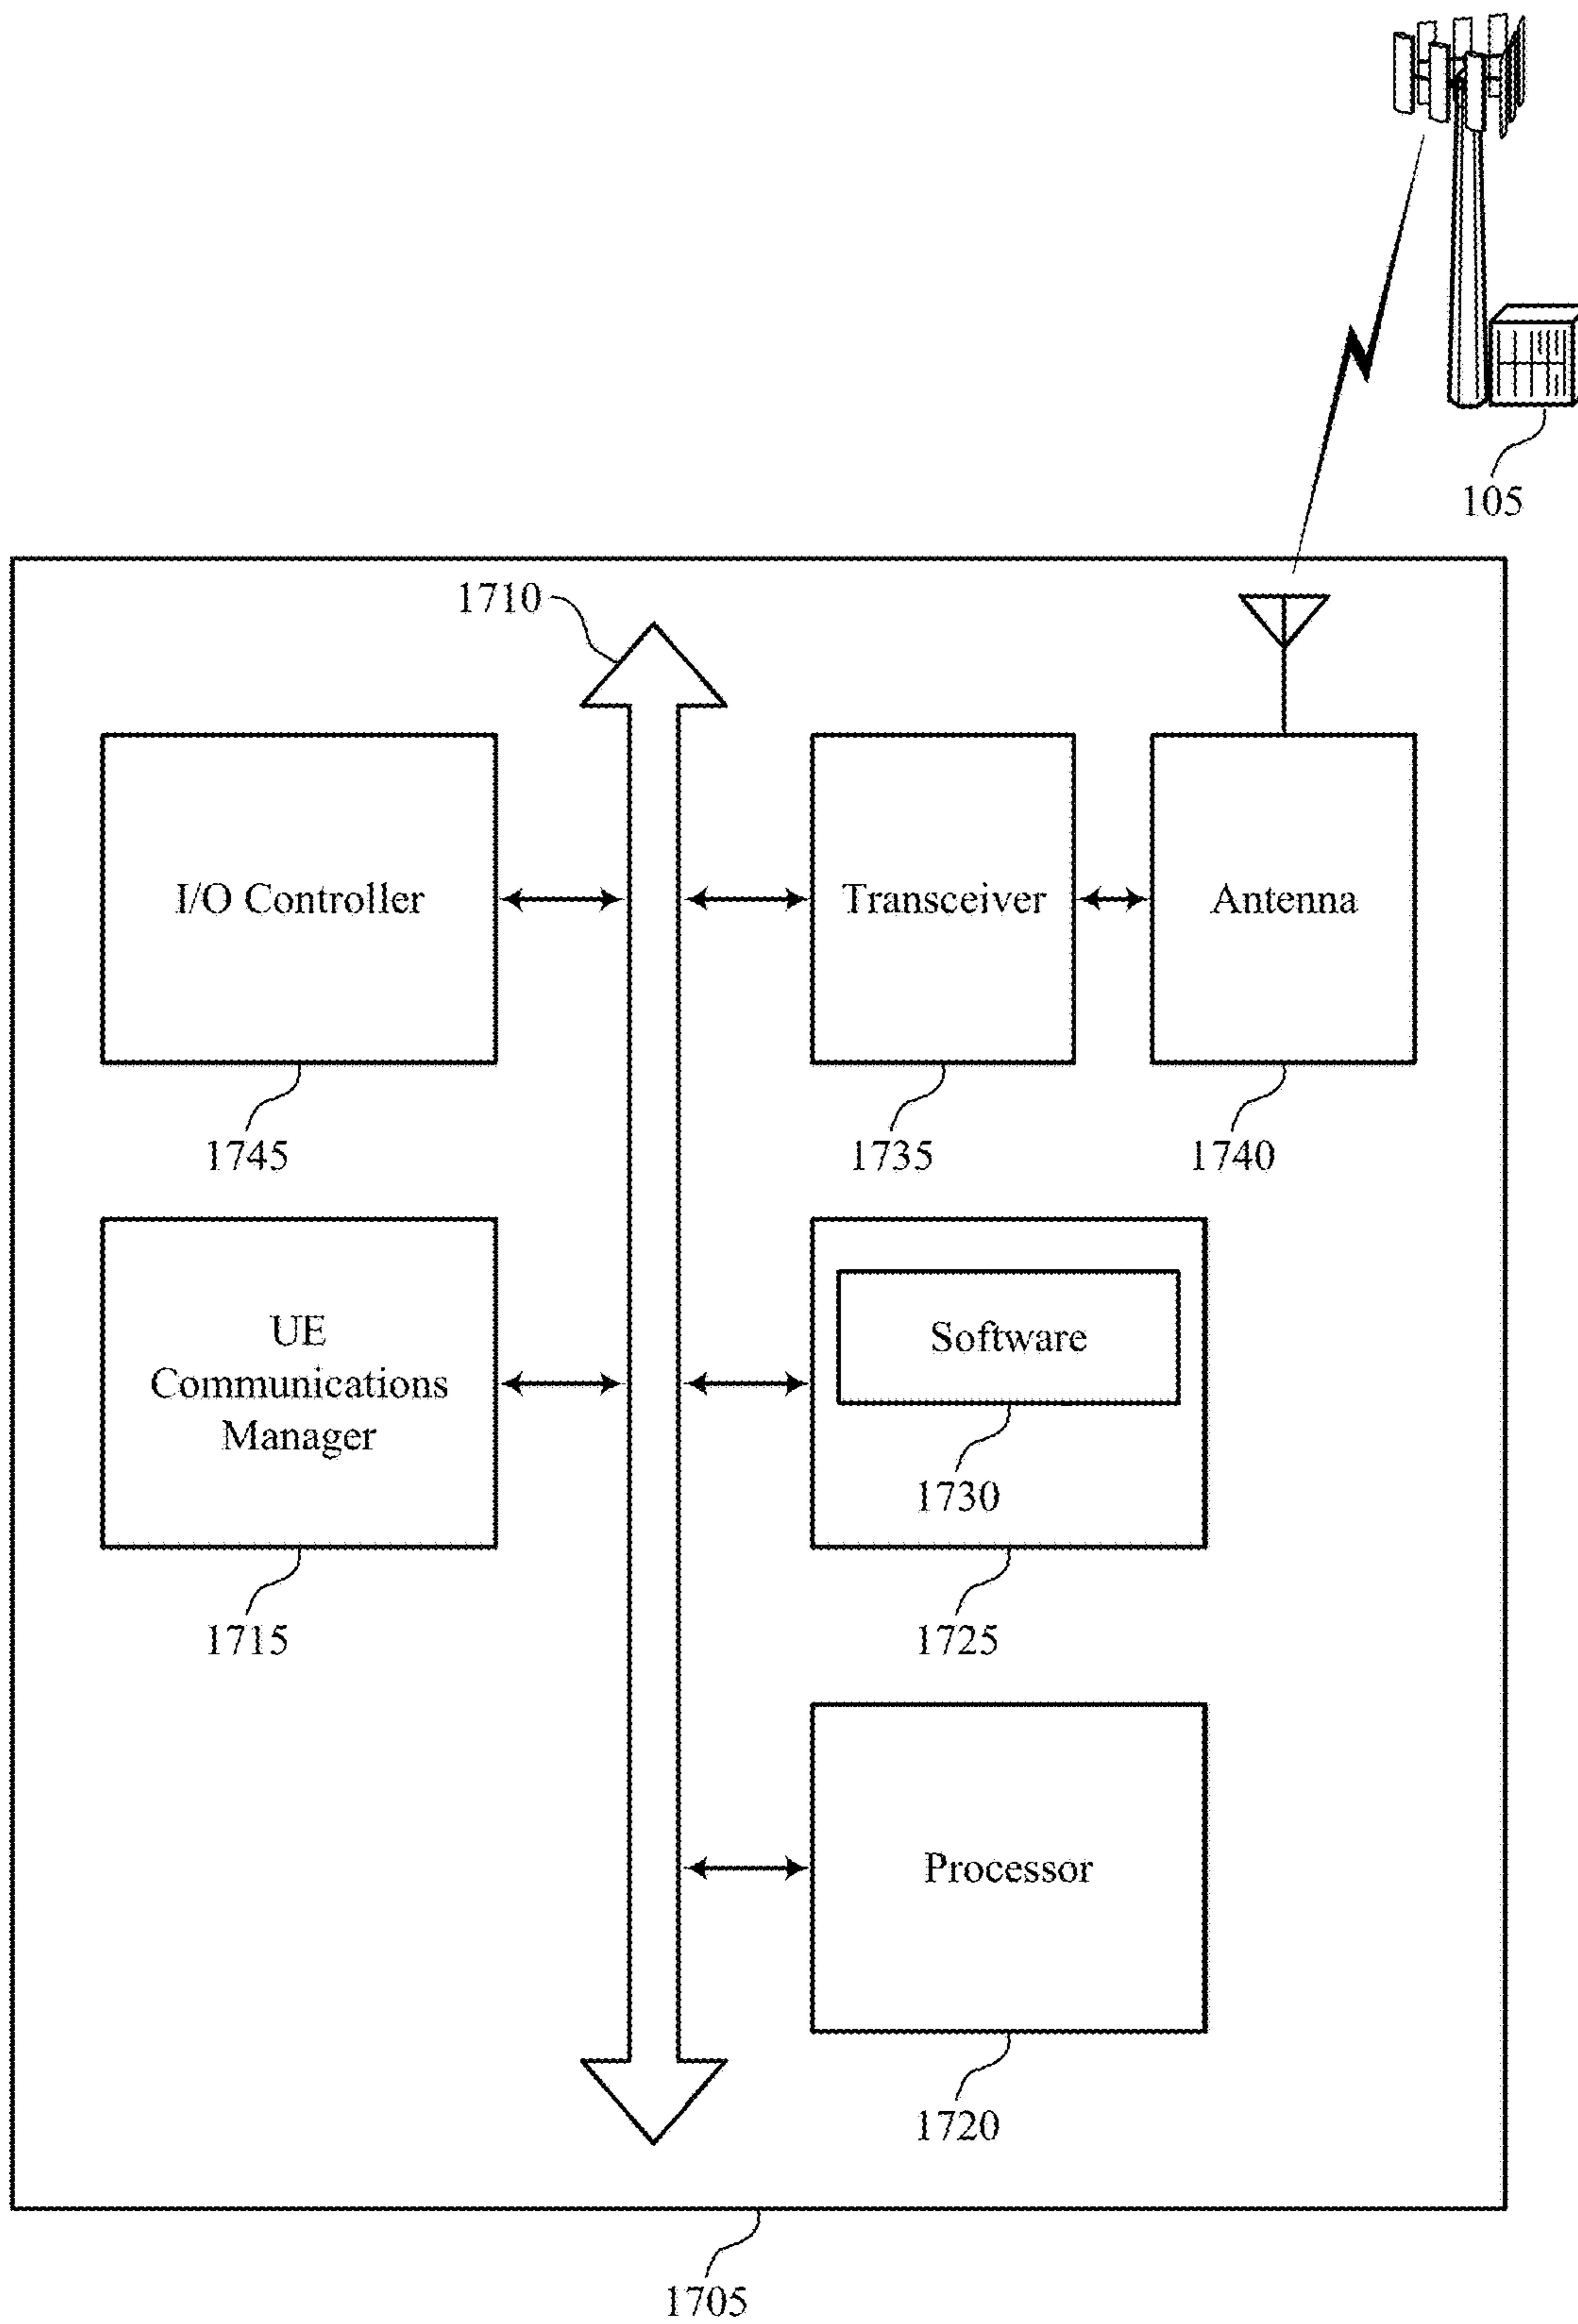 105
1710
I/O Controller
Transceiver
Antenna
1745
1735
1740
UE
Communications
Manager
Software
1730
1715
1725
Processor
1720
1705